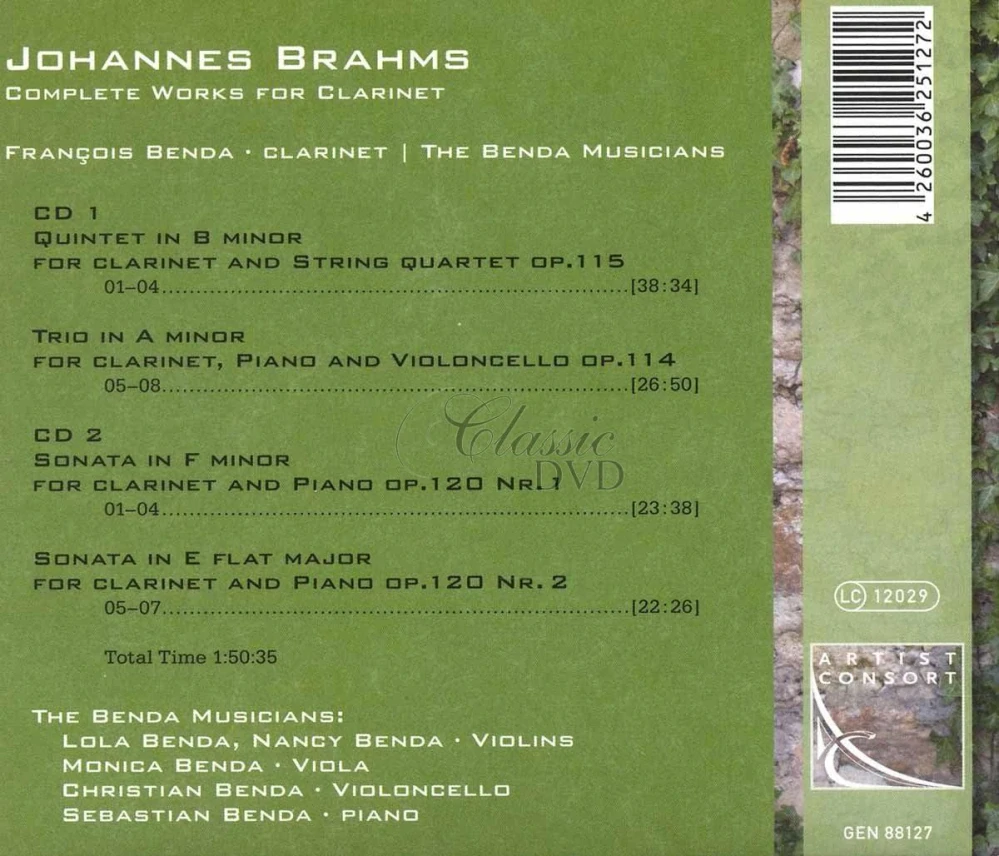 JOHANNES BRAHMS
COMPLETE WORKS FOR CLARINET
FRANÇOIS BENDA · CLARINET | THE BENDA MUSICIANS
CD 1
QUINTET IN B MINOR
FOR CLARINET AND STRING QUARTET OP.115
01–04......................................................................[38:34]
TRIO IN A MINOR
FOR CLARINET, PIANO AND VIOLONCELLO OP.114
05–08......................................................................[26:50]
CD 2
SONATA IN F MINOR
FOR CLARINET AND PIANO OP.120 NR.1
01–04......................................................................[23:38]
SONATA IN E FLAT MAJOR
FOR CLARINET AND PIANO OP.120 NR. 2
05–07......................................................................[22:26]
Total Time 1:50:35
THE BENDA MUSICIANS:
LOLA BENDA, NANCY BENDA · VIOLINS
MONICA BENDA · VIOLA
CHRISTIAN BENDA · VIOLONCELLO
SEBASTIAN BENDA · PIANO
Classic
DVD
4 260036 251272
LC 12029
ARTIST
CONSORT
GEN 88127